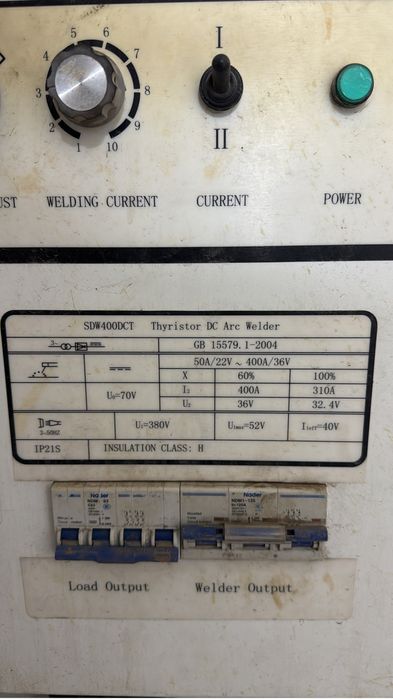 5 6
4 7
3 8
2 9
1 10
I
II
UST WELDING CURRENT CURRENT POWER
SDW400DCT Thyristor DC Arc Welder
GB 15579.1-2004
50A/22V ~ 400A/36V
X 60% 100%
U₀=70V I₂ 400A 310A
U₂ 36V 32.4V
3~50HZ U₁=380V U₁max=52V I₁eff=40V
IP21S INSULATION CLASS: H
Nader Nader
NDM1-125
Load Output Welder Output